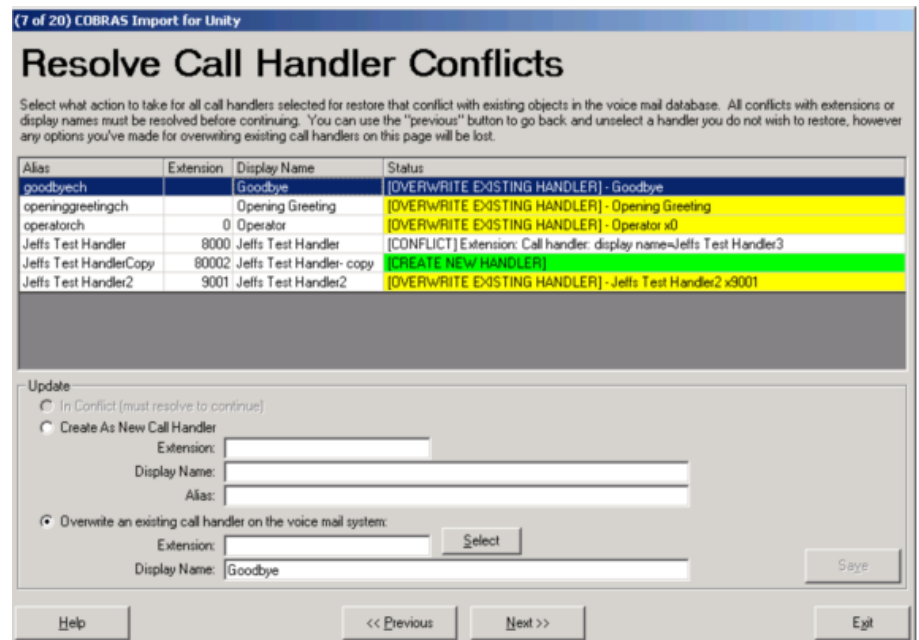 (7 of 20) COBRAS Import for Unity
Resolve Call Handler Conflicts
Select what action to take for all call handlers selected for restore that conflict with existing objects in the voice mail database. All conflicts with extensions or
display names must be resolved before continuing. You can use the "previous" button to go back and unselect a handler you do not wish to restore, however
any options you've made for overwriting existing call handlers on this page will be lost.
Alias Extension Display Name Status
goodbyech Goodbye [OVERWRITE EXISTING HANDLER] - Goodbye
openinggreetingch Opening Greeting [OVERWRITE EXISTING HANDLER] - Opening Greeting
operatorch 0 Operator [OVERWRITE EXISTING HANDLER] - Operator x0
Jeffs Test Handler 8000 Jeffs Test Handler [CONFLICT] Extension: Call handler: display name=Jeffs Test Handler3
Jeffs Test HandlerCopy 80002 Jeffs Test Handler- copy [CREATE NEW HANDLER]
Jeffs Test Handler2 9001 Jeffs Test Handler2 [OVERWRITE EXISTING HANDLER] - Jeffs Test Handler2 x9001
Update
In Conflict (must resolve to continue)
Create As New Call Handler
Extension:
Display Name:
Alias:
Overwrite an existing call handler on the voice mail system:
Extension: Select
Display Name: Goodbye
Save
Help << Previous Next >> Exit